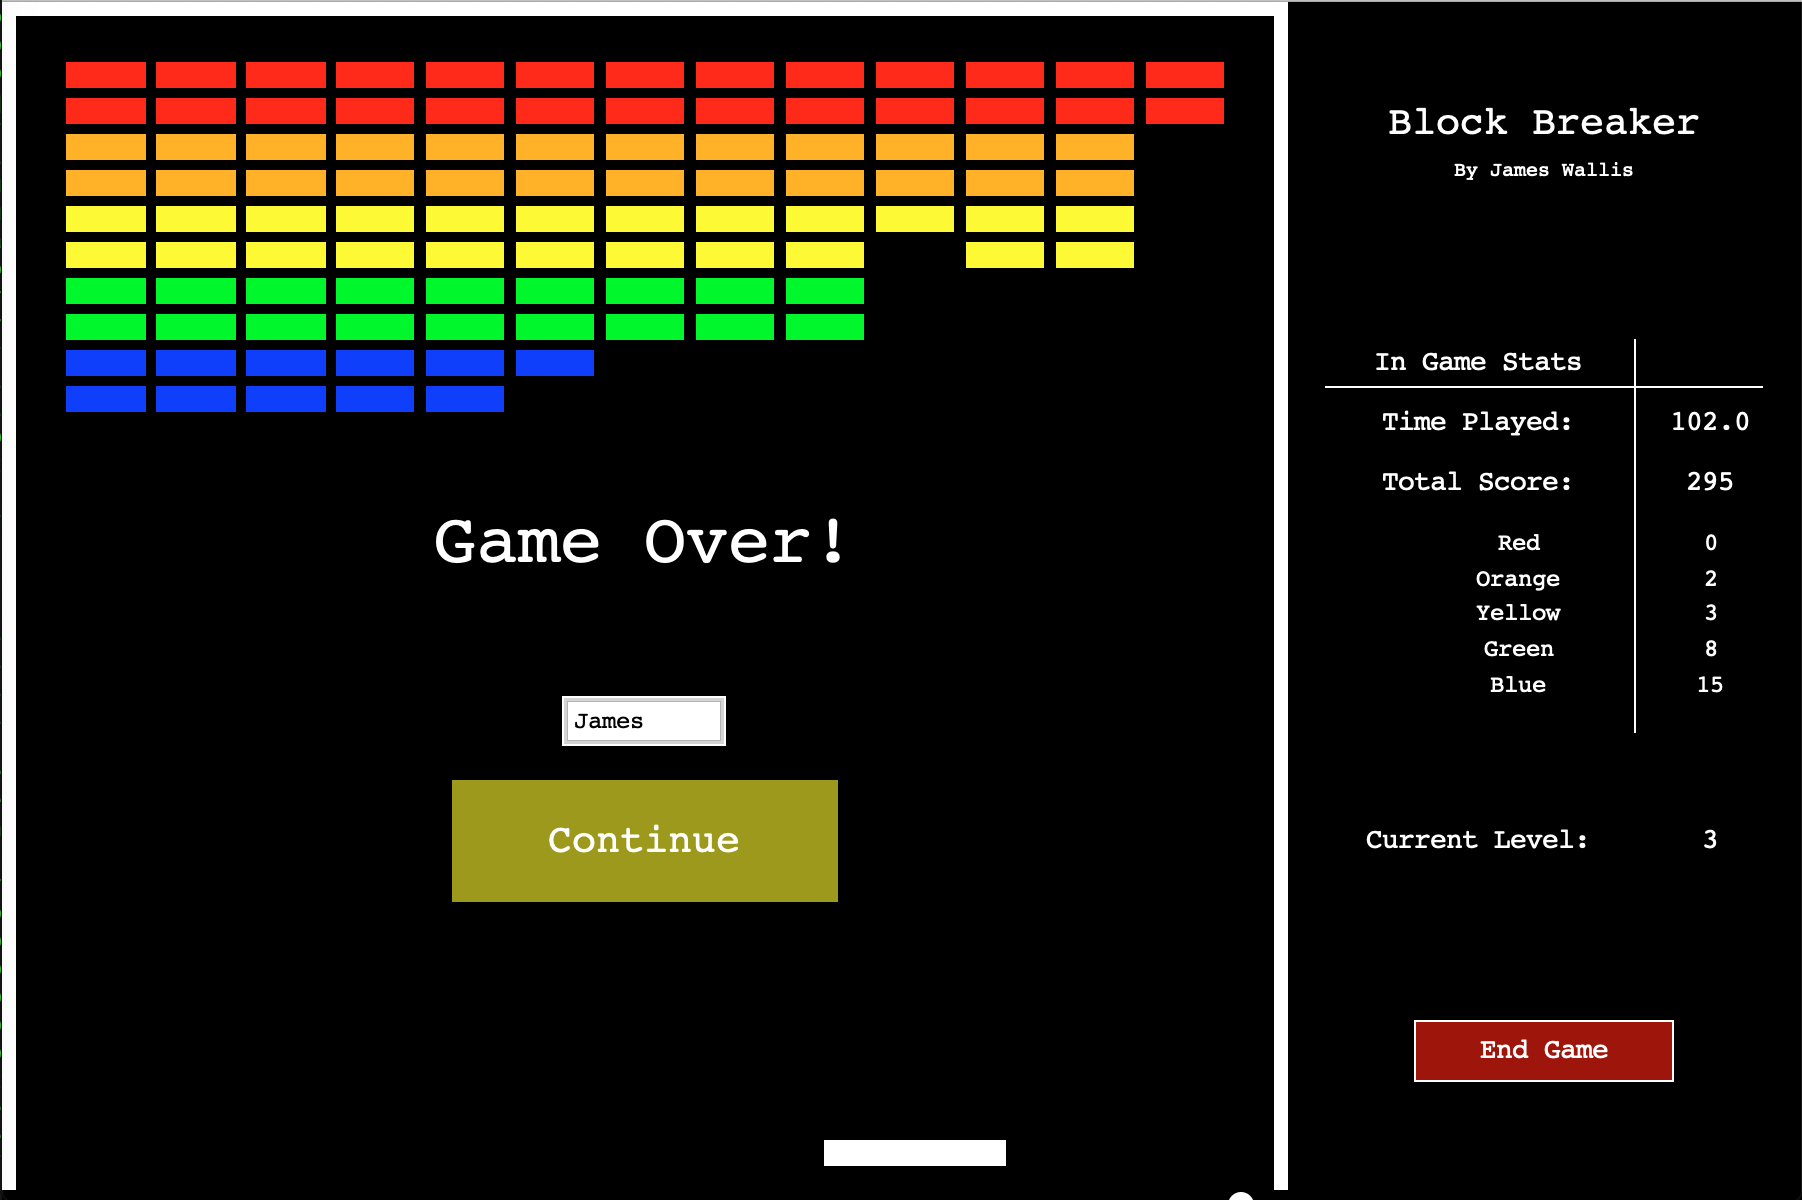 Block Breaker
By James Wallis
In Game Stats
Time Played: 102.0
Total Score: 295
Red 0
Orange 2
Yellow 3
Green 8
Blue 15
Current Level: 3
End Game
Game Over!
James
Continue